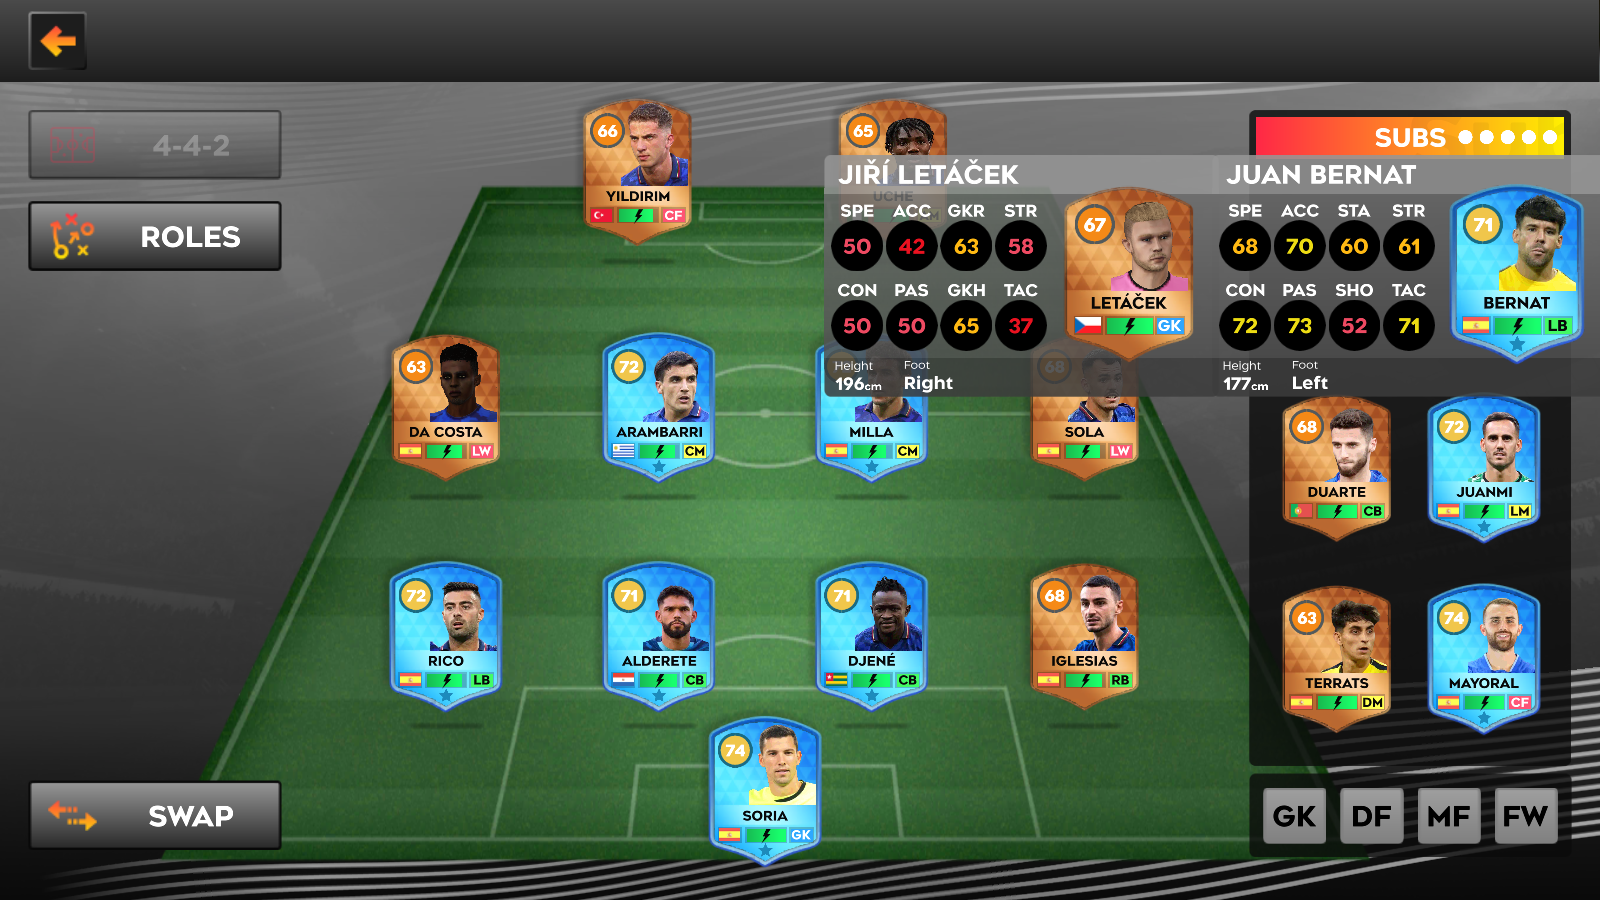 4-4-2
ROLES
SWAP
66
YILDIRIM
CF
65
UCHE
SUBS
JIŘÍ LETÁČEK
SPE ACC GKR STR
50 42 63 58
CON PAS GKH TAC
50 50 65 37
Height Foot
196cm Right
67
LETÁČEK
GK
JUAN BERNAT
SPE ACC STA STR
68 70 60 61
CON PAS SHO TAC
72 73 52 71
Height Foot
177cm Left
71
BERNAT
LB
63
DA COSTA
LW
72
ARAMBARRI
CM
MILLA
CM
68
SOLA
LW
68
DUARTE
CB
72
JUANMI
LM
72
RICO
LB
71
ALDERETE
CB
71
DJENÉ
CB
68
IGLESIAS
RB
63
TERRATS
DM
74
MAYORAL
CF
74
SORIA
GK
GK DF MF FW